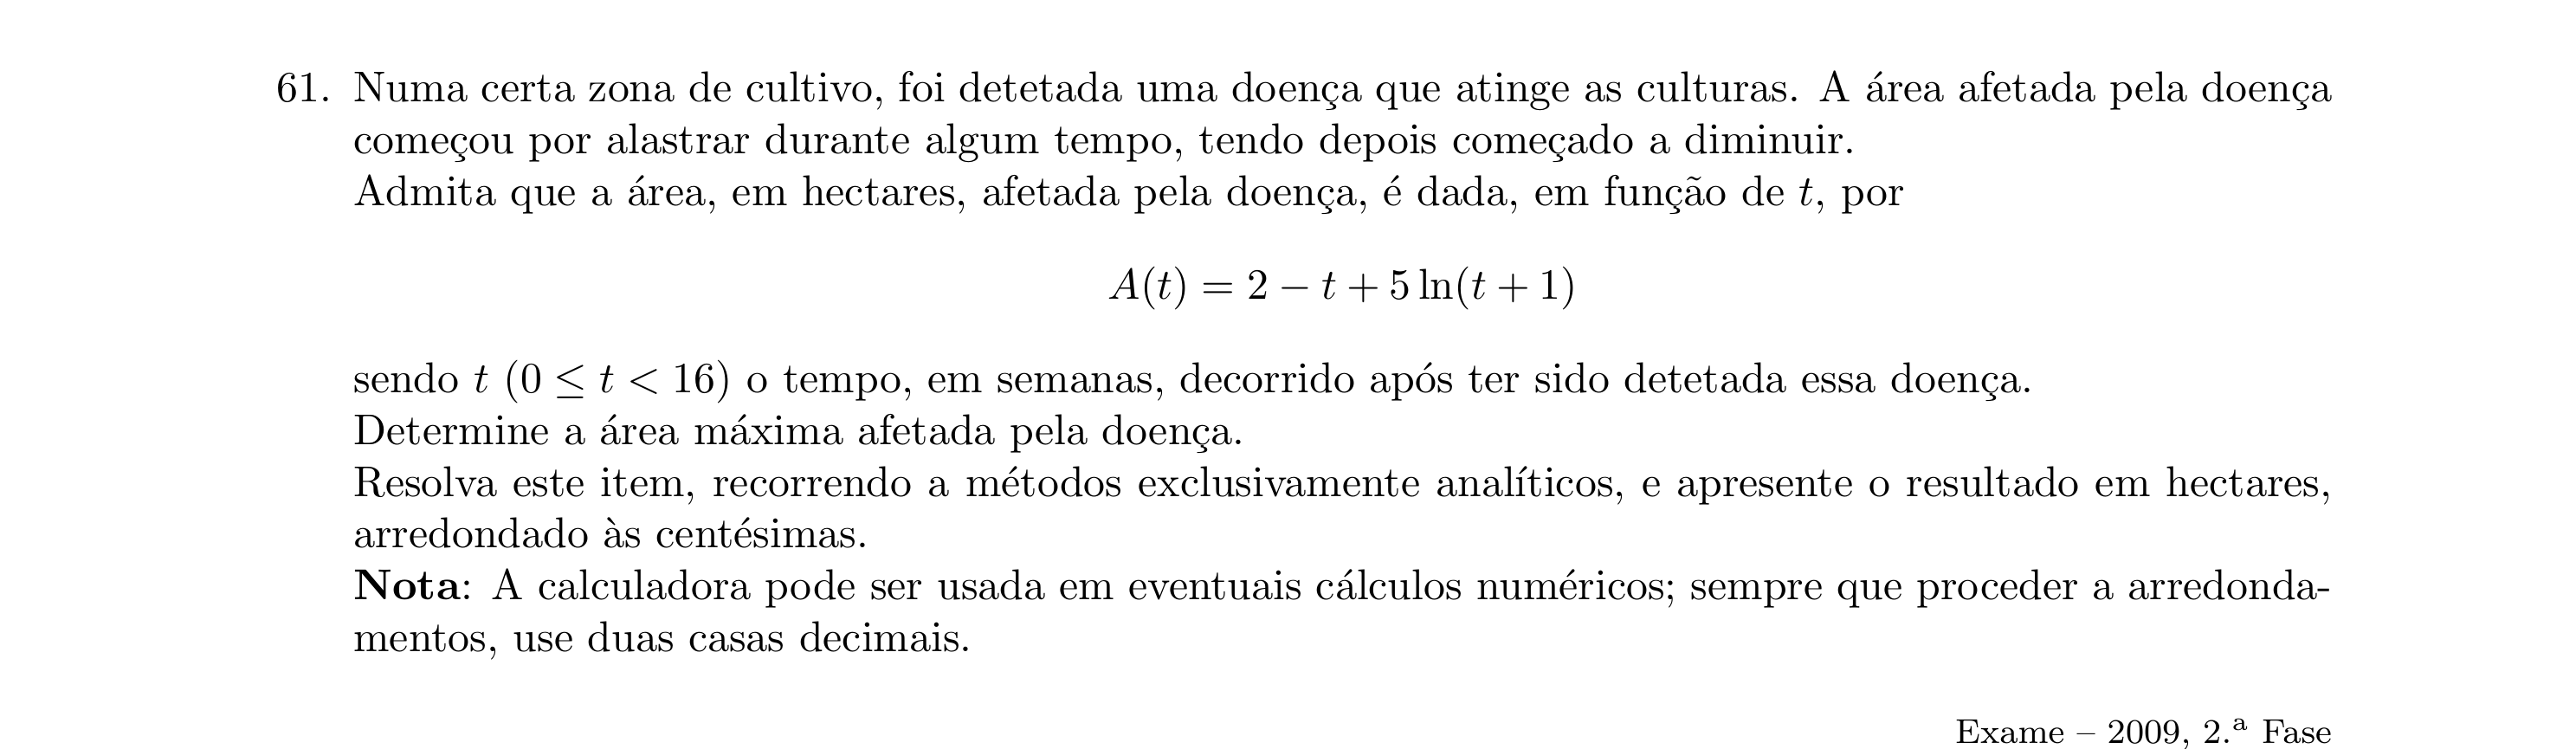 61. Numa certa zona de cultivo, foi detetada uma doença que atinge as culturas. A área afetada pela doença
começou por alastrar durante algum tempo, tendo depois começado a diminuir.
Admita que a área, em hectares, afetada pela doença, é dada, em função de t, por
A(t) = 2 − t + 5 ln(t + 1)
sendo t (0 ≤ t < 16) o tempo, em semanas, decorrido após ter sido detetada essa doença.
Determine a área máxima afetada pela doença.
Resolva este item, recorrendo a métodos exclusivamente analíticos, e apresente o resultado em hectares,
arredondado às centésimas.
Nota: A calculadora pode ser usada em eventuais cálculos numéricos; sempre que proceder a arredonda-
mentos, use duas casas decimais.
Exame – 2009, 2.ª Fase